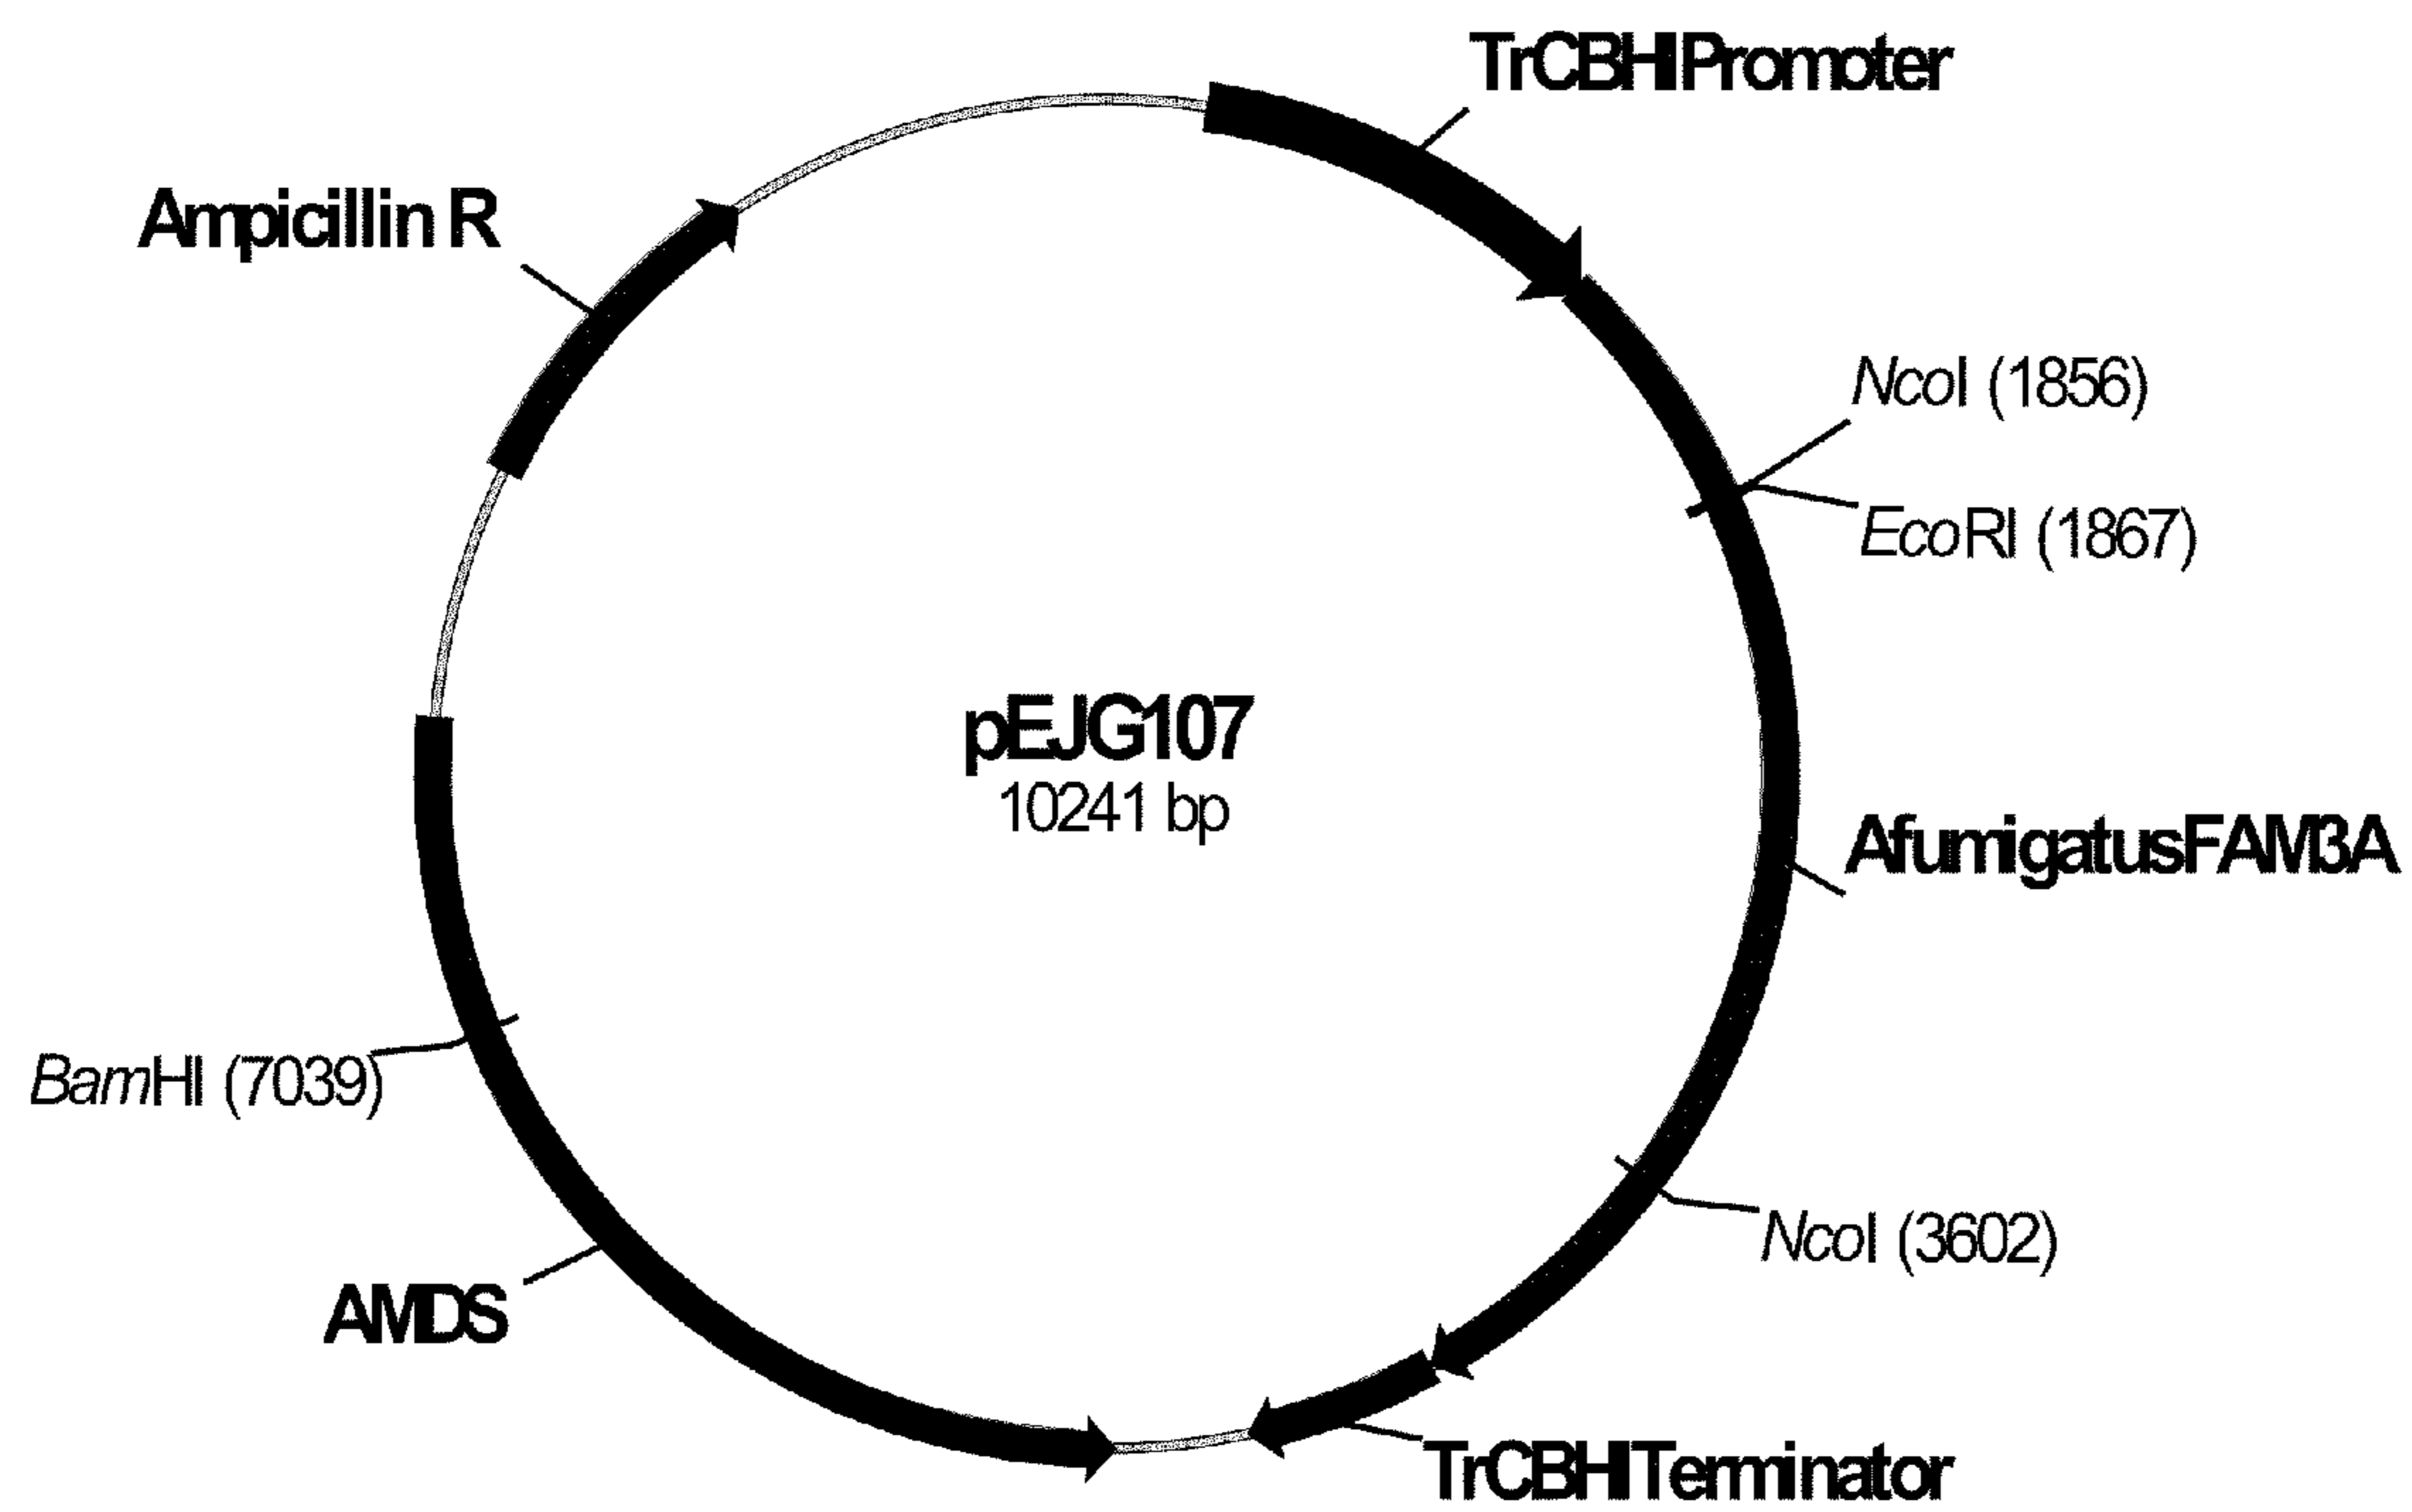 TrCBHIPromoter
Ampicillin R
NcoI (1856)
EcoRI (1867)
pEJG107
10241 bp
AfumigatusFAM3A
BamHI (7039)
NcoI (3602)
AMDS
TrCBHITerminator